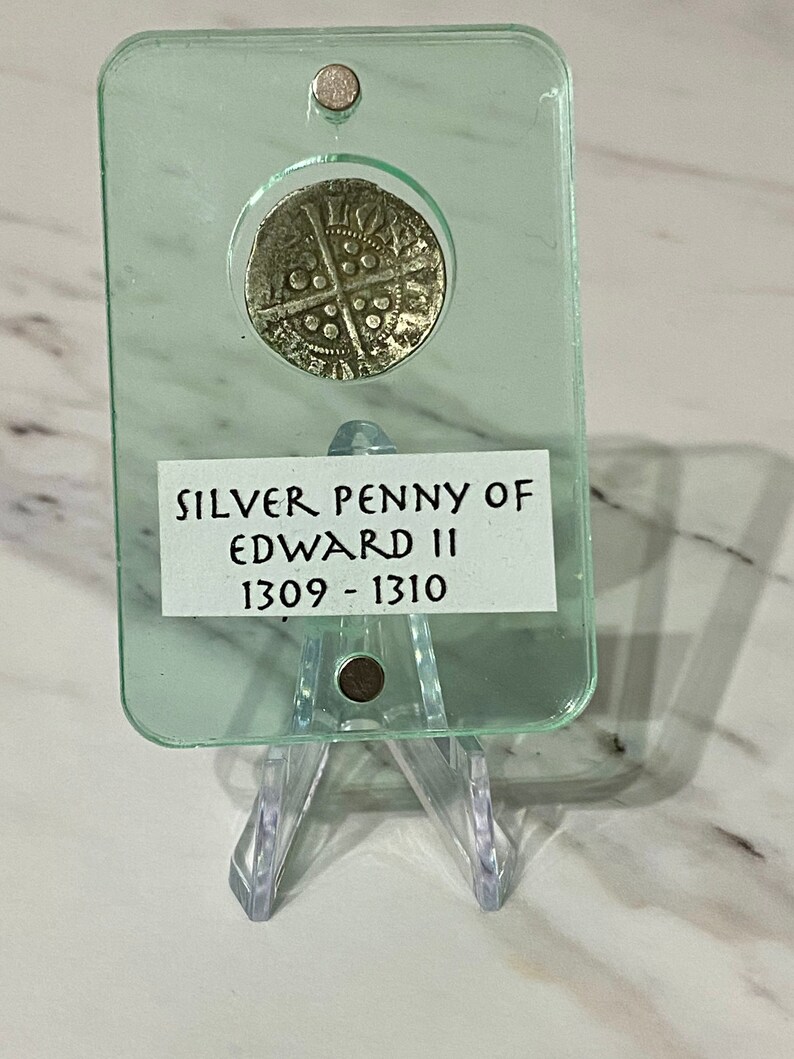 SILVER PENNY OF
EDWARD II
1309 - 1310